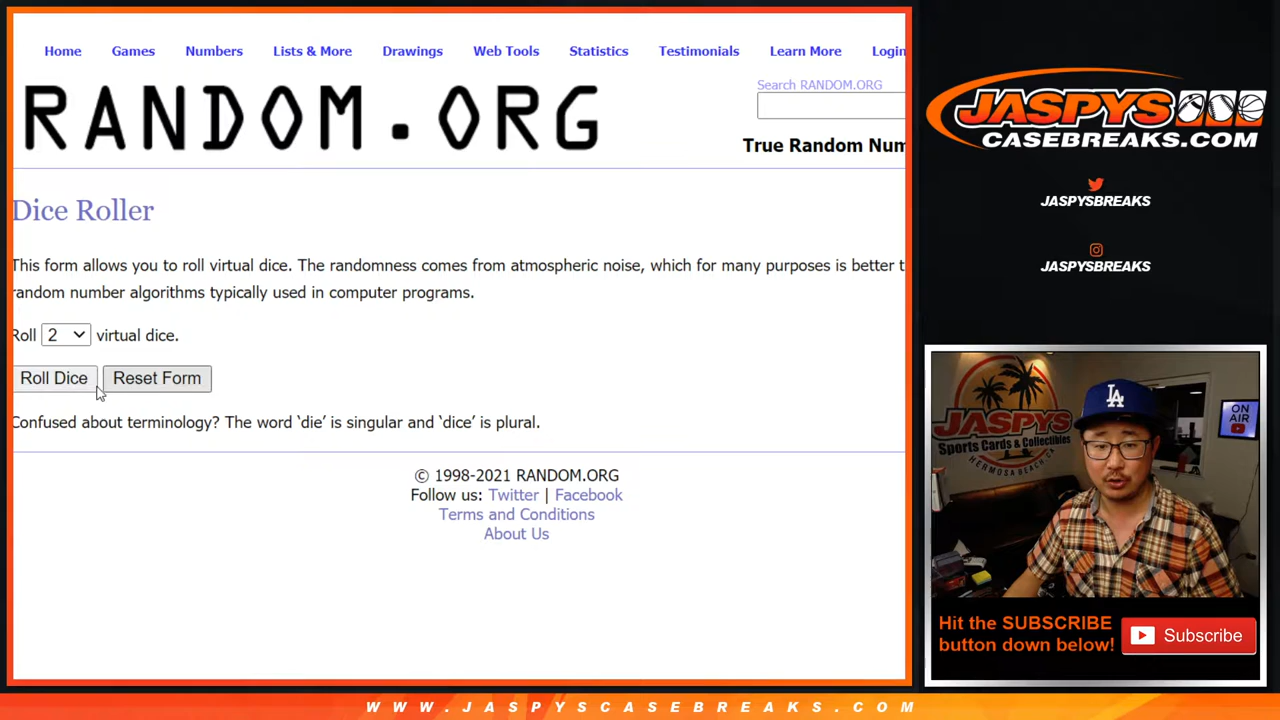 Home Games Numbers Lists & More Drawings Web Tools Statistics Testimonials Learn More Login
RANDOM.ORG
Search RANDOM.ORG
True Random Num
Dice Roller
This form allows you to roll virtual dice. The randomness comes from atmospheric noise, which for many purposes is better t
random number algorithms typically used in computer programs.
Roll 2 virtual dice.
Roll Dice Reset Form
Confused about terminology? The word ‘die’ is singular and ‘dice’ is plural.
© 1998-2021 RANDOM.ORG
Follow us: Twitter | Facebook
Terms and Conditions
About Us
JASPYS
CASEBREAKS.COM
JASPYSBREAKS
JASPYSBREAKS
JASPYS
Sports Cards & Collectibles
HERMOSA BEACH, CA
LA
ON
AIR
Hit the SUBSCRIBE
button down below!
Subscribe
WWW.JASPYSCASEBREAKS.COM